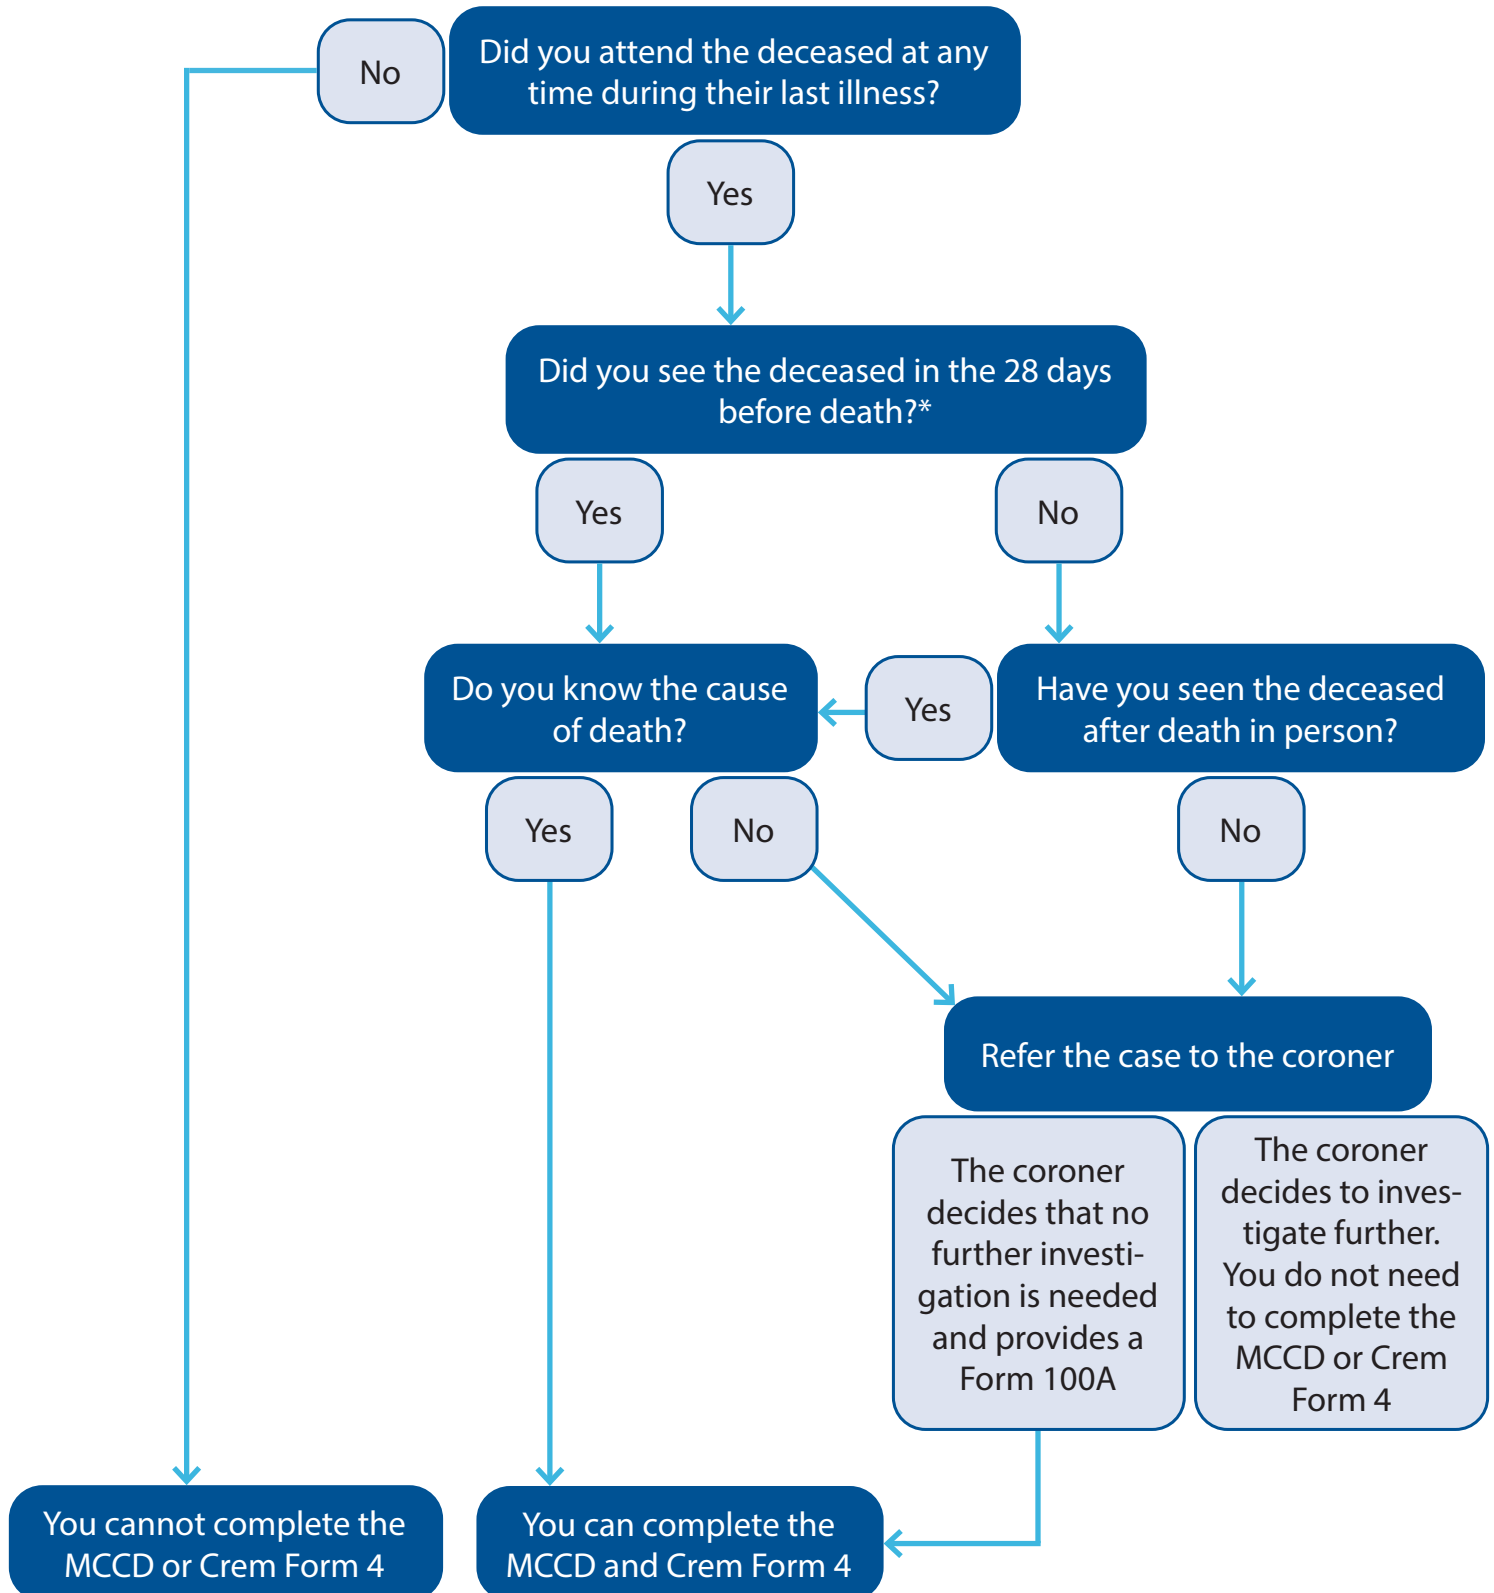 No
Did you attend the deceased at any
time during their last illness?
Yes
Did you see the deceased in the 28 days
before death?*
Yes
No
Do you know the cause
of death?
Yes
Have you seen the deceased
after death in person?
Yes
No
No
Refer the case to the coroner
The coroner
decides that no
further investi-
gation is needed
and provides a
Form 100A
The coroner
decides to inves-
tigate further.
You do not need
to complete the
MCCD or Crem
Form 4
You cannot complete the
MCCD or Crem Form 4
You can complete the
MCCD and Crem Form 4